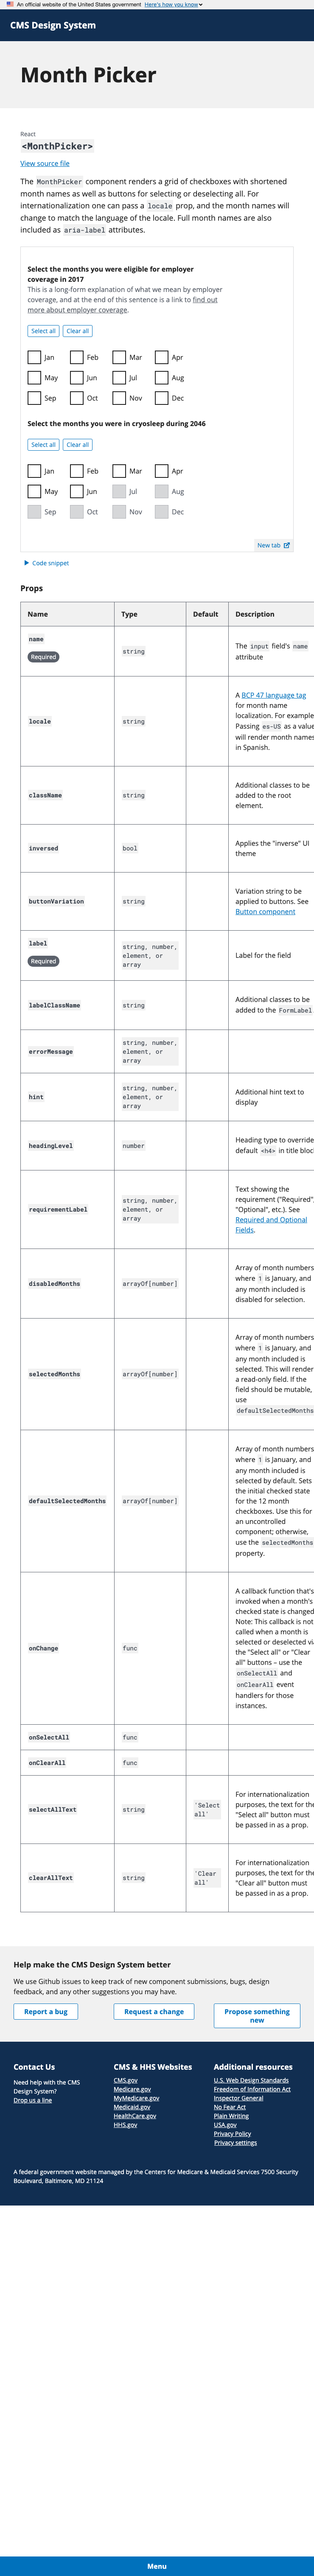 An official website of the United States government Here's how you know
CMS Design System
Month Picker
React
<MonthPicker>
View source file
The MonthPicker component renders a grid of checkboxes with shortened
month names as well as buttons for selecting or deselecting all. For
internationalization one can pass a locale prop, and the month names will
change to match the language of the locale. Full month names are also
included as aria-label attributes.
Select the months you were eligible for employer
coverage in 2017
This is a long-form explanation of what we mean by employer
coverage, and at the end of this sentence is a link to find out
more about employer coverage.
Select all Clear all
Jan Feb Mar Apr
May Jun Jul Aug
Sep Oct Nov Dec
Select the months you were in cryosleep during 2046
Select all Clear all
Jan Feb Mar Apr
May Jun Jul Aug
Sep Oct Nov Dec
New tab
Code snippet
Props
Name Type Default Description
name
Required
string
The input field's name
attribute
locale
string
A BCP 47 language tag
for month name
localization. For example
Passing es-US as a value
will render month names
in Spanish.
className
string
Additional classes to be
added to the root
element.
inversed
bool
Applies the "inverse" UI
theme
buttonVariation
string
Variation string to be
applied to buttons. See
Button component
label
Required
string, number,
element, or
array
Label for the field
labelClassName
string
Additional classes to be
added to the FormLabel
errorMessage
string, number,
element, or
array
hint
string, number,
element, or
array
Additional hint text to
display
headingLevel
number
Heading type to override
default <h4> in title bloc
requirementLabel
string, number,
element, or
array
Text showing the
requirement ("Required",
"Optional", etc.). See
Required and Optional
Fields.
disabledMonths
arrayOf[number]
Array of month numbers
where 1 is January, and
any month included is
disabled for selection.
selectedMonths
arrayOf[number]
Array of month numbers
where 1 is January, and
any month included is
selected. This will render
a read-only field. If the
field should be mutable,
use
defaultSelectedMonths
defaultSelectedMonths
arrayOf[number]
Array of month numbers
where 1 is January, and
any month included is
selected by default. Sets
the initial checked state
for the 12 month
checkboxes. Use this for
an uncontrolled
component; otherwise,
use the selectedMonths
property.
onChange
func
A callback function that's
invoked when a month's
checked state is changed
Note: This callback is not
called when a month is
selected or deselected via
the "Select all" or "Clear
all" buttons – use the
onSelectAll and
onClearAll event
handlers for those
instances.
onSelectAll
func
onClearAll
func
selectAllText
string
'Select
all'
For internationalization
purposes, the text for the
"Select all" button must
be passed in as a prop.
clearAllText
string
'Clear
all'
For internationalization
purposes, the text for the
"Clear all" button must
be passed in as a prop.
Help make the CMS Design System better
We use Github issues to keep track of new component submissions, bugs, design
feedback, and any other suggestions you may have.
Report a bug
Request a change
Propose something
new
Contact Us
Need help with the CMS
Design System?
Drop us a line
CMS & HHS Websites
CMS.gov
Medicare.gov
MyMedicare.gov
Medicaid.gov
HealthCare.gov
HHS.gov
Additional resources
U.S. Web Design Standards
Freedom of Information Act
Inspector General
No Fear Act
Plain Writing
USA.gov
Privacy Policy
Privacy settings
A federal government website managed by the Centers for Medicare & Medicaid Services 7500 Security
Boulevard, Baltimore, MD 21124
Menu